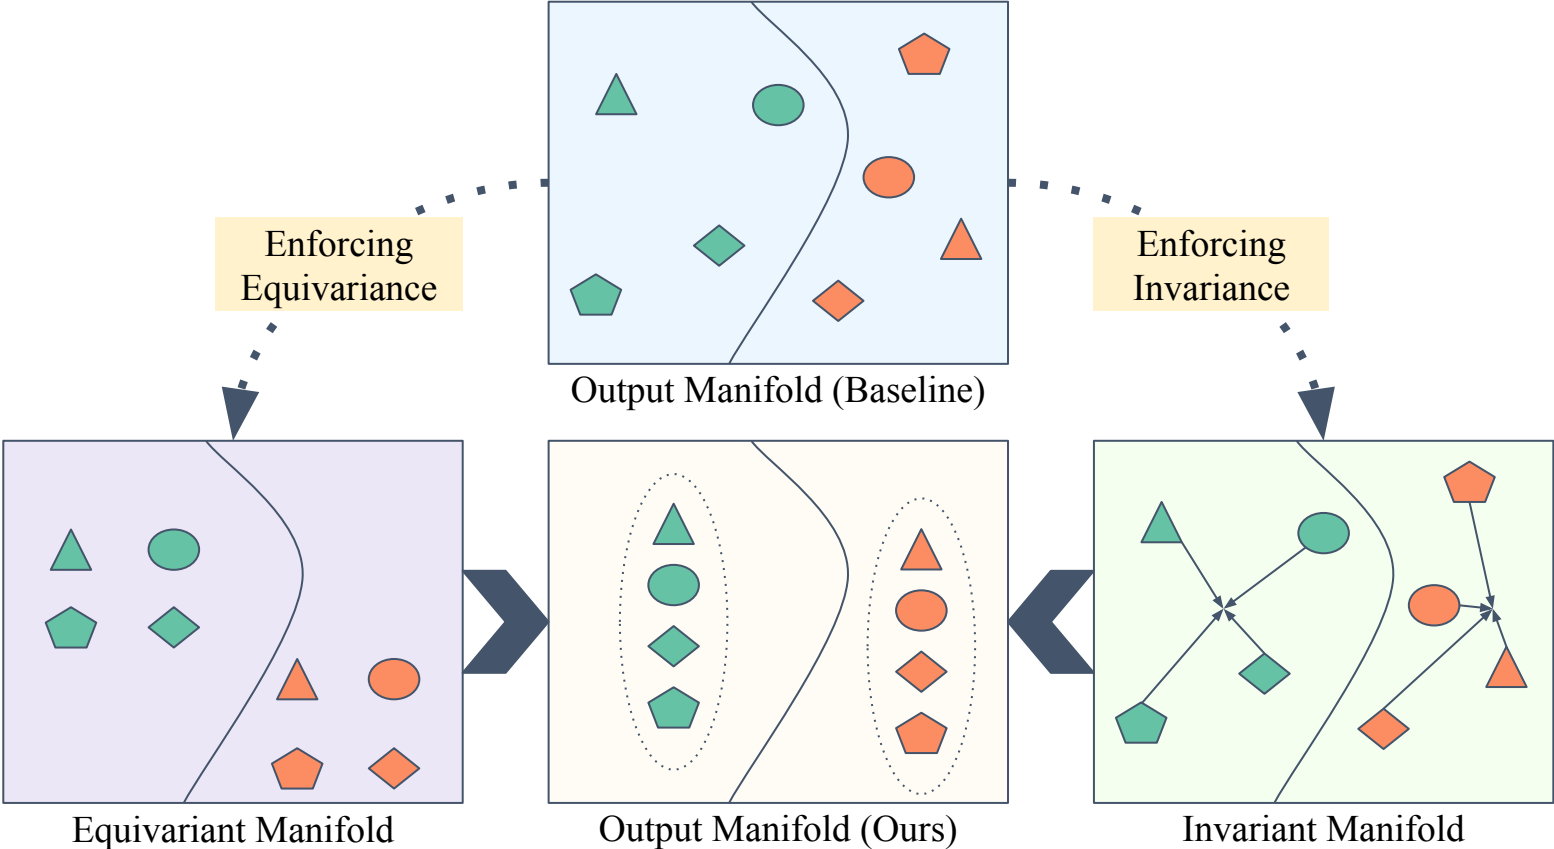 Enforcing
Equivariance
Enforcing
Invariance
Output Manifold (Baseline)
Equivariant Manifold
Output Manifold (Ours)
Invariant Manifold